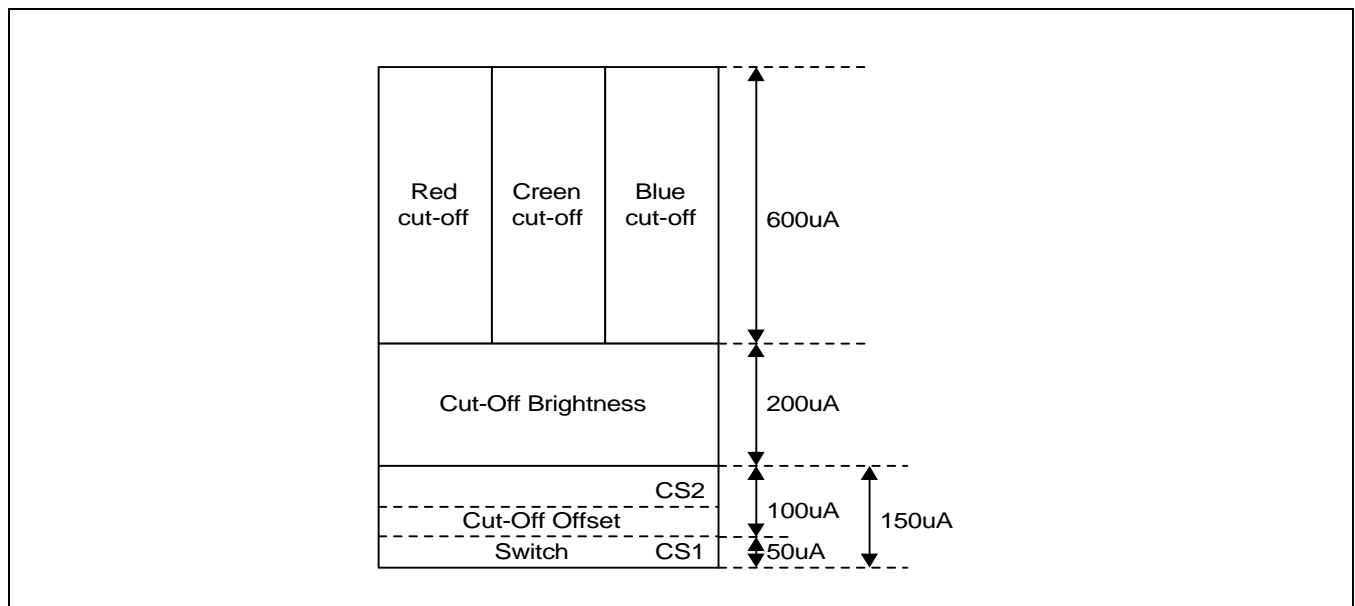 Red
cut-off
Creen
cut-off
Blue
cut-off
600uA
Cut-Off Brightness
200uA
CS2
Cut-Off Offset
100uA
150uA
Switch
CS1
50uA